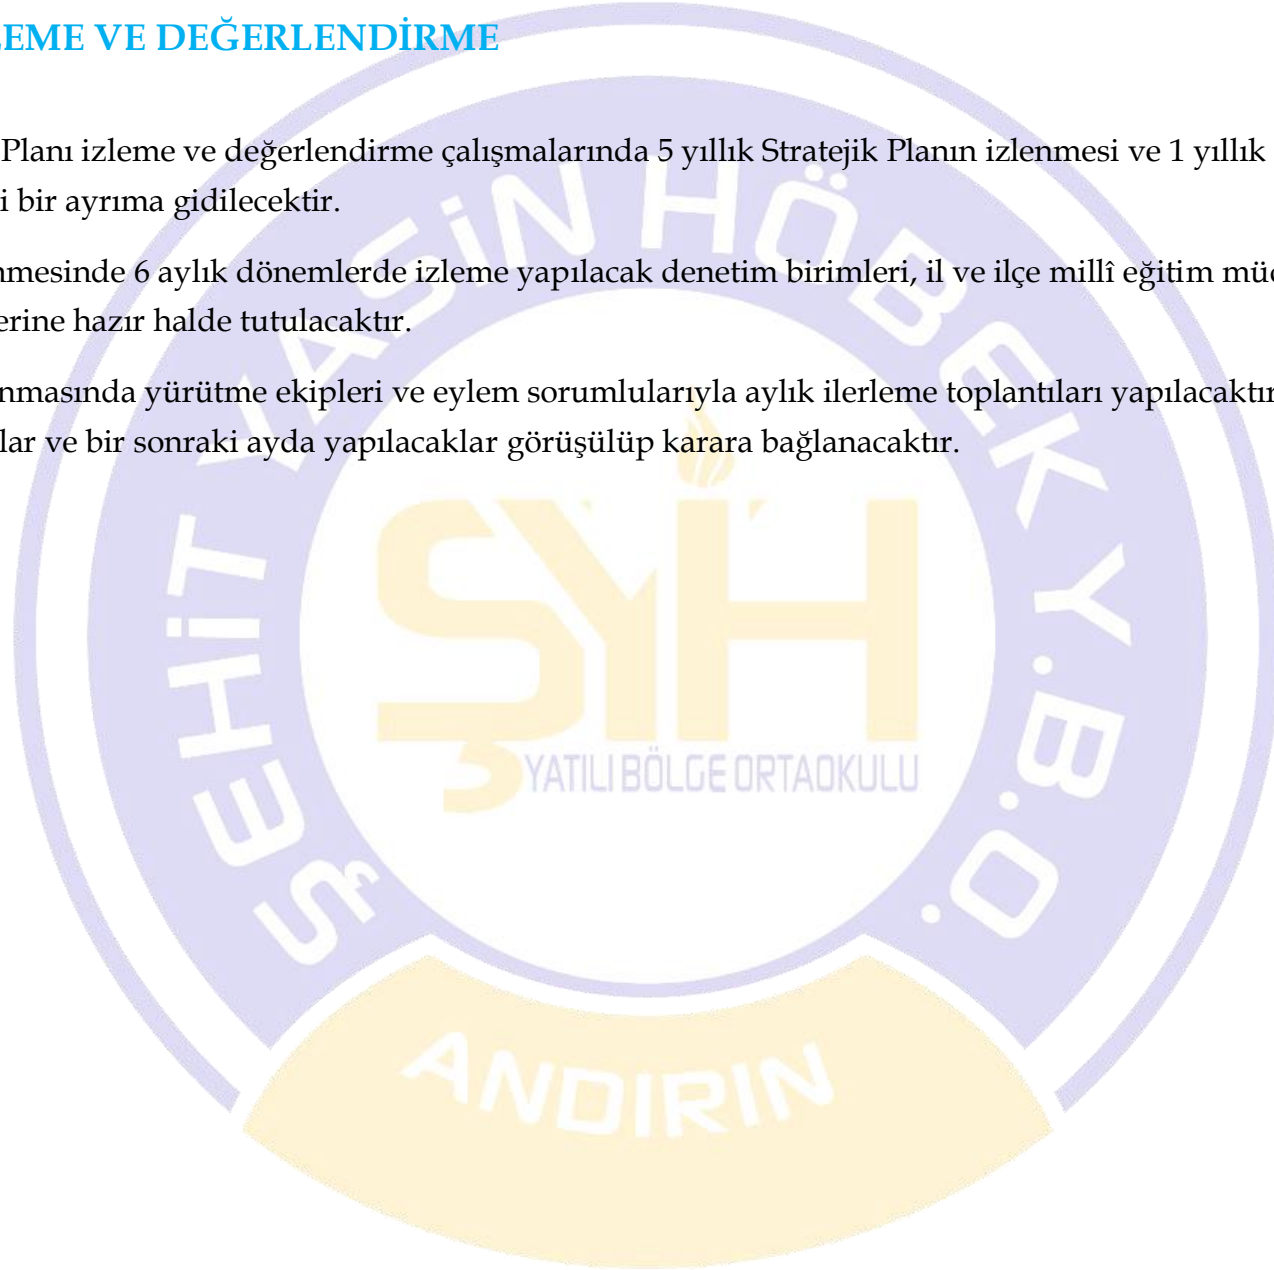 LEME VE DEĞERLENDİRME
Planı izleme ve değerlendirme çalışmalarında 5 yıllık Stratejik Planın izlenmesi ve 1 yıllık
i bir ayrıma gidilecektir.
nmesinde 6 aylık dönemlerde izleme yapılacak denetim birimleri, il ve ilçe millî eğitim müd
erine hazır halde tutulacaktır.
nmasında yürütme ekipleri ve eylem sorumlularıyla aylık ilerleme toplantıları yapılacaktır
lar ve bir sonraki ayda yapılacaklar görüşülüp karara bağlanacaktır.
ŞEHİT YASİN HÖBEK Y.B.O.
ŞYH
YATILI BÖLGE ORTAOKULU
ANDIRIN